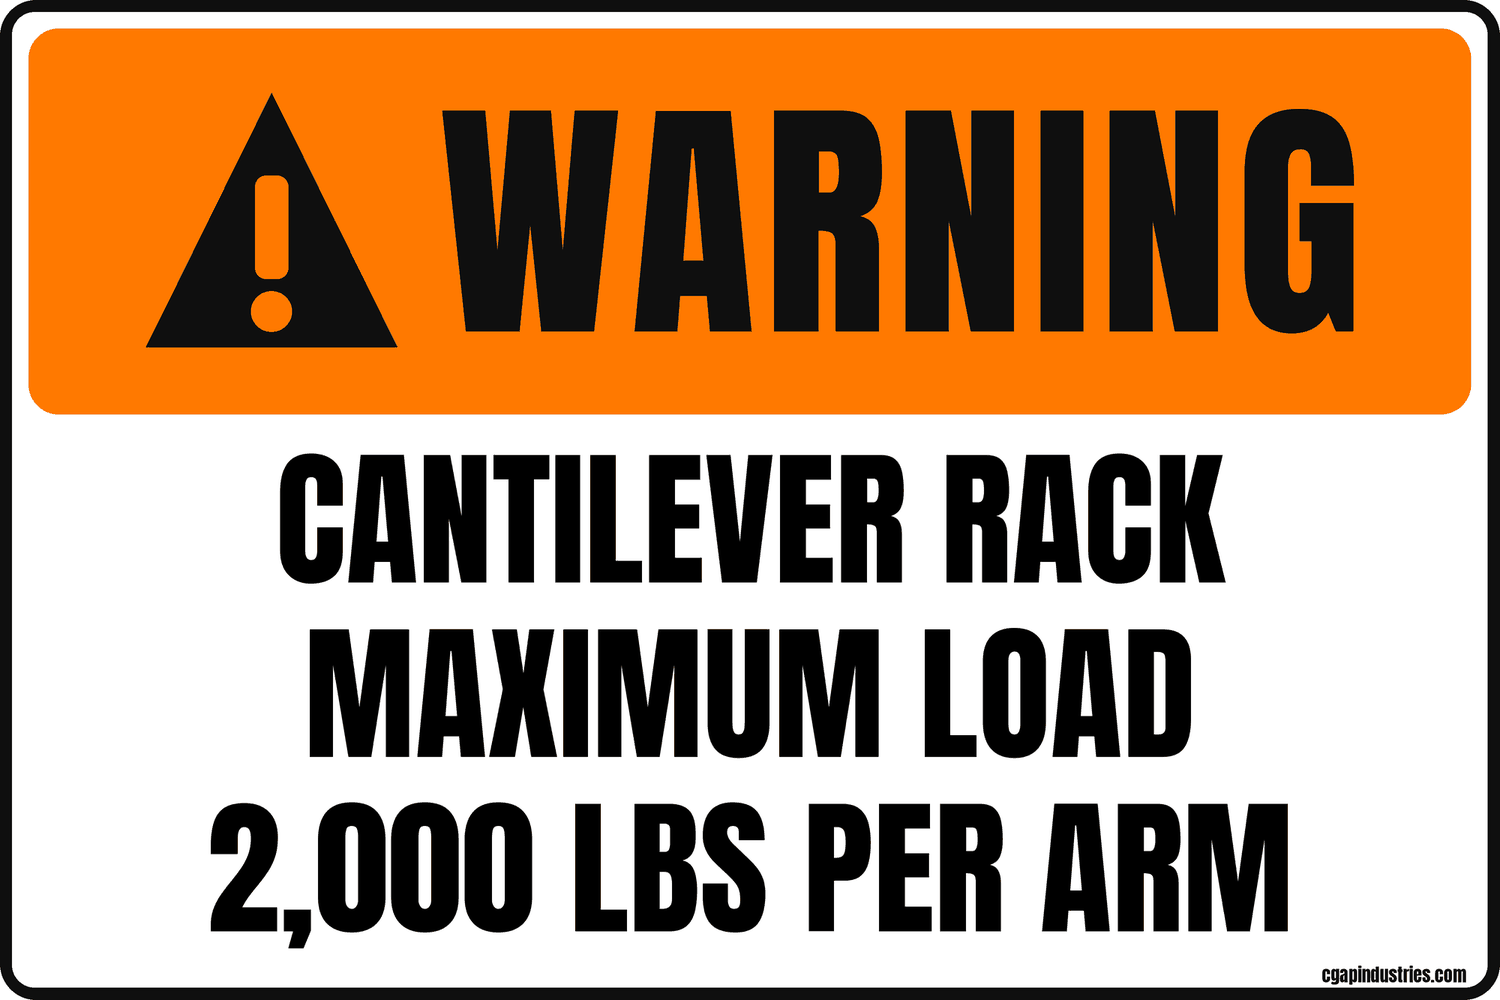 WARNING
CANTILEVER RACK
MAXIMUM LOAD
2,000 LBS PER ARM
cgapindustries.com